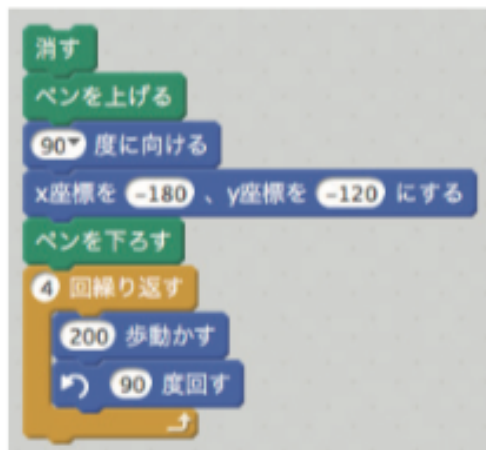 消す
ペンを上げる
90 度に向ける
x座標を -180 、y座標を -120 にする
ペンを下ろす
4 回繰り返す
200 歩動かす
90 度回す